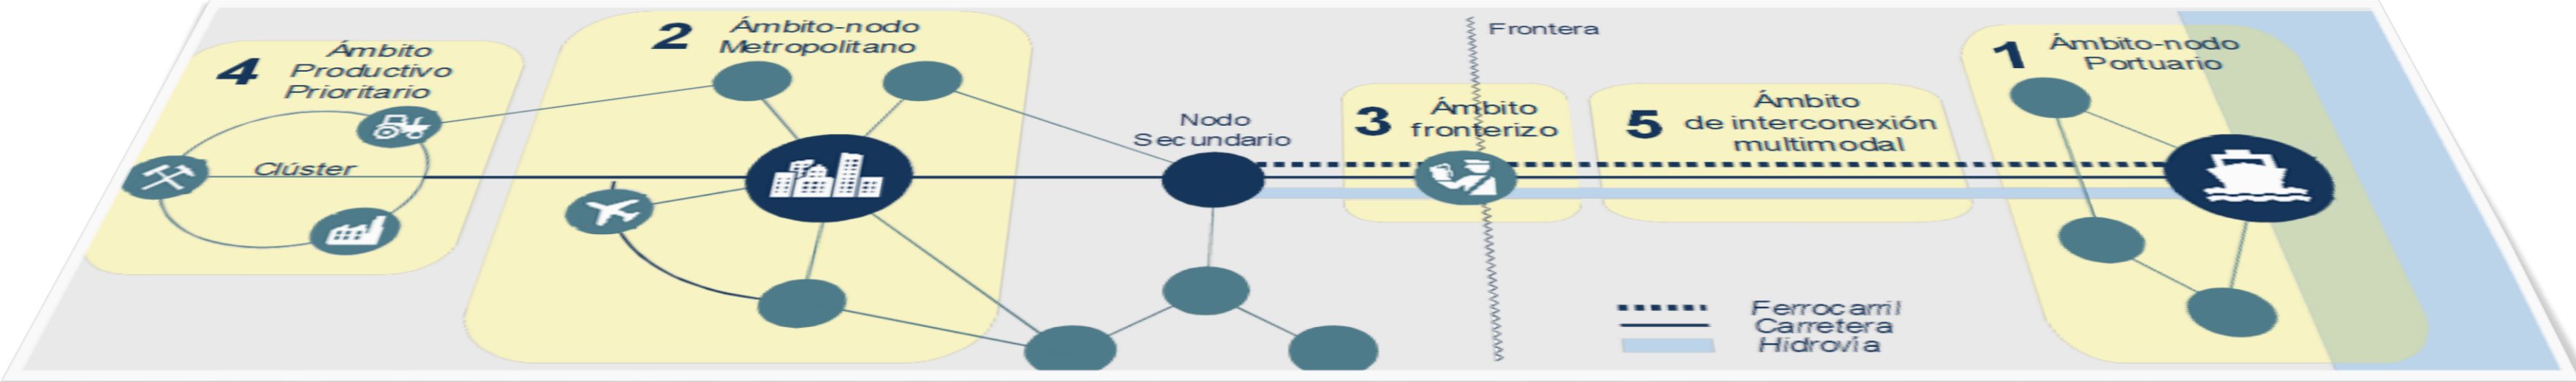 4
Ámbito
Productivo
Prioritario
Clúster
2
Ámbito-nodo
Metropolitano
Nodo
Secundario
Frontera
3
Ámbito
fronterizo
5
Ámbito
de interconexión
multimodal
1
Ámbito-nodo
Portuario
Ferrocarril
Carretera
Hidrovía